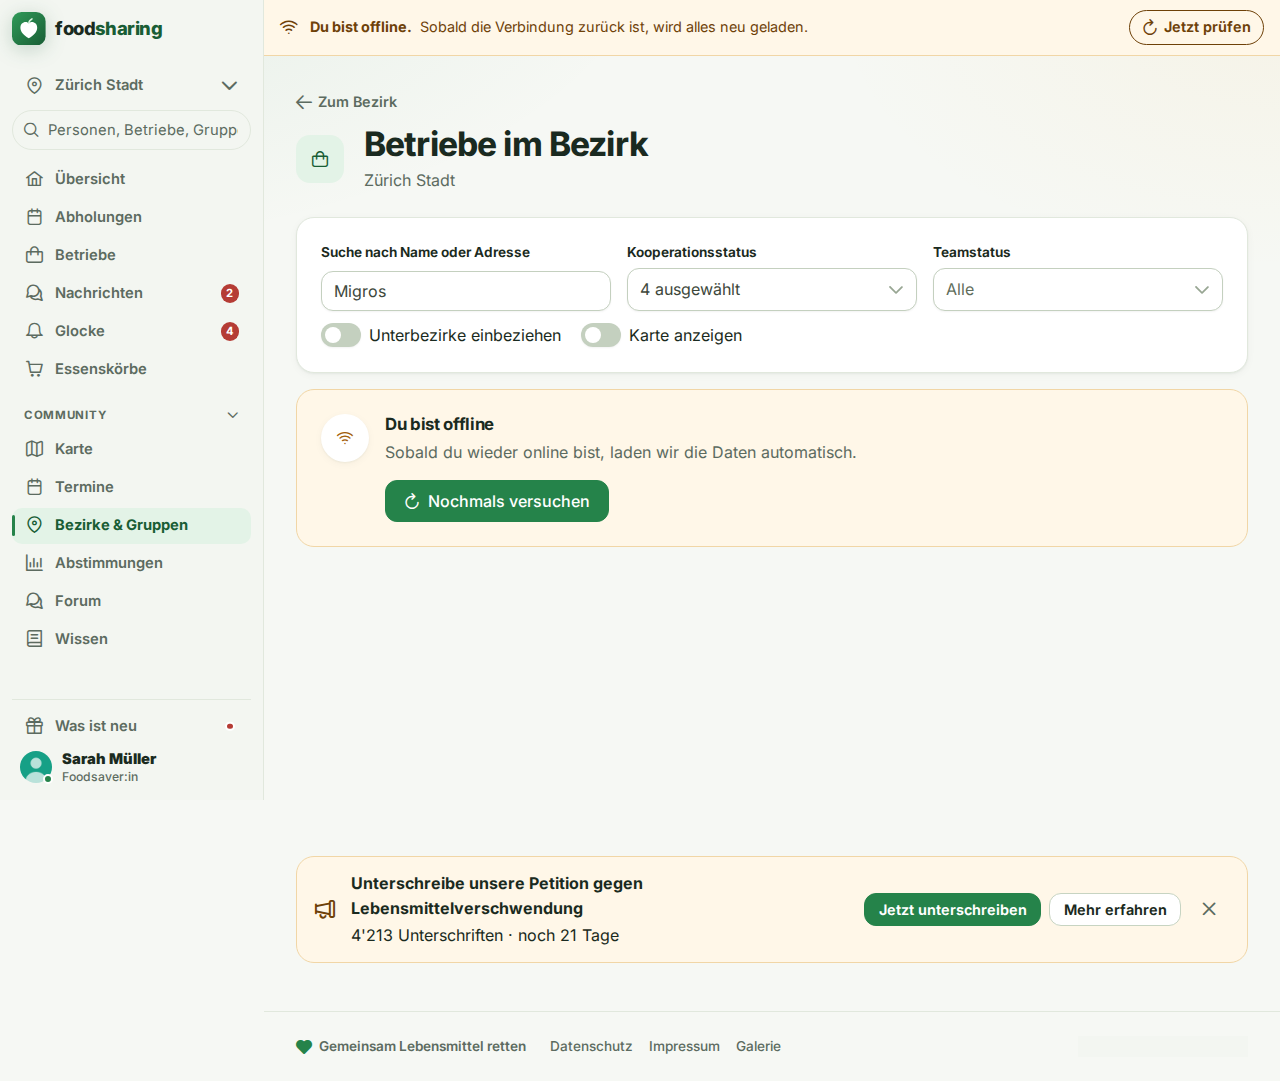 foodsharing
Du bist offline. Sobald die Verbindung zurück ist, wird alles neu geladen.
Jetzt prüfen
Zürich Stadt
Personen, Betriebe, Grupp
Übersicht
Abholungen
Betriebe
Nachrichten 2
Glocke 4
Essenskörbe
COMMUNITY
Karte
Termine
Bezirke & Gruppen
Abstimmungen
Forum
Wissen
Was ist neu
Sarah Müller
Foodsaver:in
Zum Bezirk
Betriebe im Bezirk
Zürich Stadt
Suche nach Name oder Adresse
Migros
Kooperationsstatus
4 ausgewählt
Teamstatus
Alle
Unterbezirke einbeziehen
Karte anzeigen
Du bist offline
Sobald du wieder online bist, laden wir die Daten automatisch.
Nochmals versuchen
Unterschreibe unsere Petition gegen
Lebensmittelverschwendung
4'213 Unterschriften · noch 21 Tage
Jetzt unterschreiben
Mehr erfahren
Gemeinsam Lebensmittel retten
Datenschutz
Impressum
Galerie